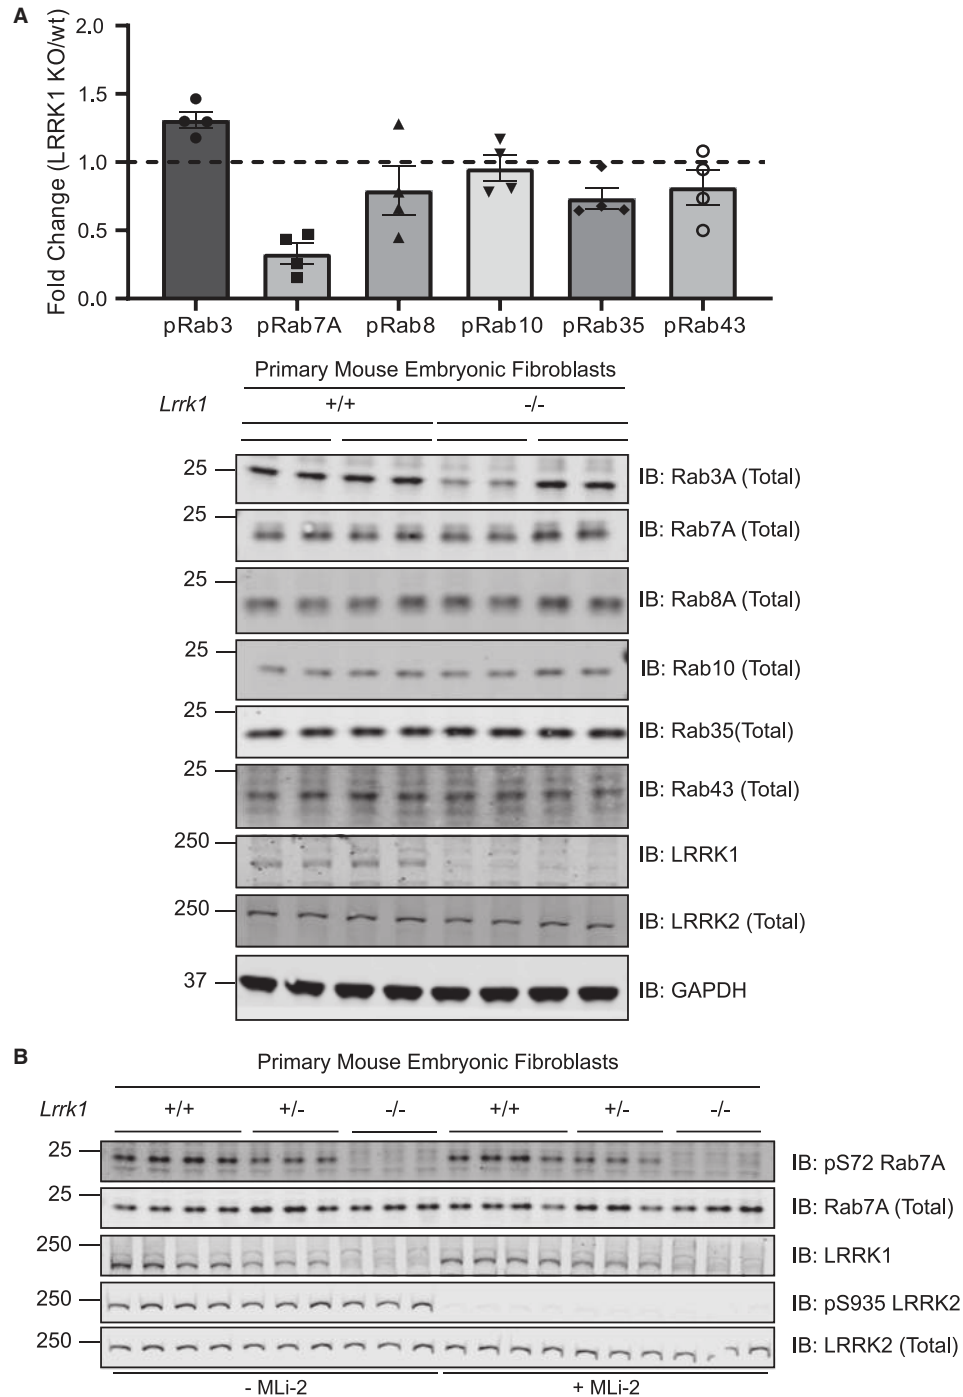 A
2.0
1.5
1.0
0.5
0.0
Fold Change (LRRK1 KO/wt)
pRab3 pRab7A pRab8 pRab10 pRab35 pRab43
Primary Mouse Embryonic Fibroblasts
Lrrk1 +/+ -/-
25 IB: Rab3A (Total)
25 IB: Rab7A (Total)
25 IB: Rab8A (Total)
25 IB: Rab10 (Total)
25 IB: Rab35(Total)
25 IB: Rab43 (Total)
250 IB: LRRK1
250 IB: LRRK2 (Total)
37 IB: GAPDH
B
Primary Mouse Embryonic Fibroblasts
Lrrk1 +/+ +/- -/- +/+ +/- -/-
25 IB: pS72 Rab7A
25 IB: Rab7A (Total)
250 IB: LRRK1
250 IB: pS935 LRRK2
250 IB: LRRK2 (Total)
- MLi-2 + MLi-2